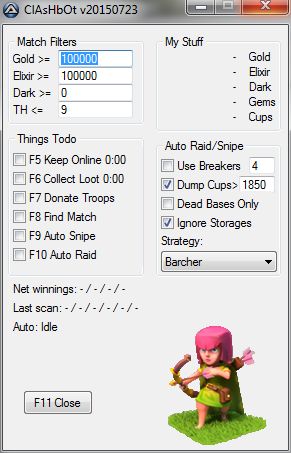 ClAsHbOt v20150723
Match Filters
Gold >= 100000
Elixir >= 100000
Dark >= 0
TH <= 9
My Stuff
- Gold
- Elixir
- Dark
- Gems
- Cups
Things Todo
F5 Keep Online 0:00
F6 Collect Loot 0:00
F7 Donate Troops
F8 Find Match
F9 Auto Snipe
F10 Auto Raid
Auto Raid/Snipe
Use Breakers 4
Dump Cups> 1850
Dead Bases Only
Ignore Storages
Strategy:
Barcher
Net winnings: - / - / - / -
Last scan: - / - / - / - / - / -
Auto: Idle
F11 Close